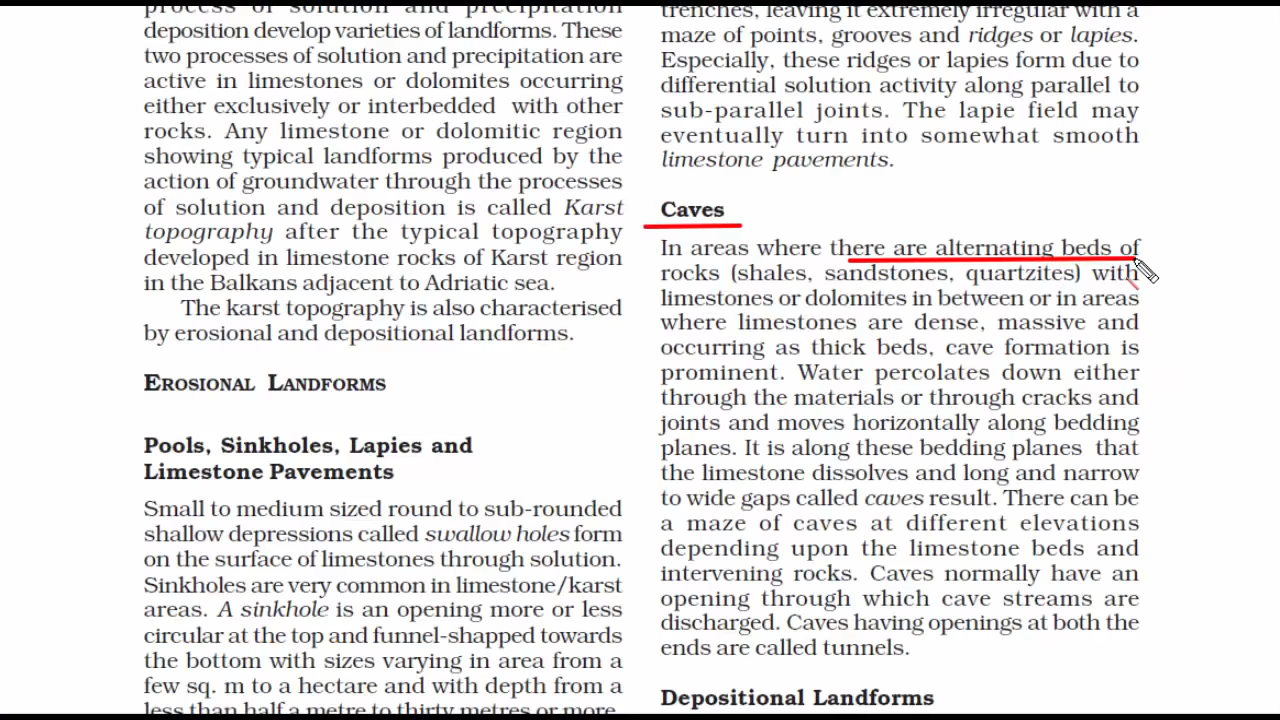 process of solution and precipitation
deposition develop varieties of landforms. These
two processes of solution and precipitation are
active in limestones or dolomites occurring
either exclusively or interbedded with other
rocks. Any limestone or dolomitic region
showing typical landforms produced by the
action of groundwater through the processes
of solution and deposition is called Karst
topography after the typical topography
developed in limestone rocks of Karst region
in the Balkans adjacent to Adriatic sea.
The karst topography is also characterised
by erosional and depositional landforms.
EROSIONAL LANDFORMS
Pools, Sinkholes, Lapies and
Limestone Pavements
Small to medium sized round to sub-rounded
shallow depressions called swallow holes form
on the surface of limestones through solution.
Sinkholes are very common in limestone/karst
areas. A sinkhole is an opening more or less
circular at the top and funnel-shapped towards
the bottom with sizes varying in area from a
few sq. m to a hectare and with depth from a
less than half a metre to thirty metres or more.
trenches, leaving it extremely irregular with a
maze of points, grooves and ridges or lapies.
Especially, these ridges or lapies form due to
differential solution activity along parallel to
sub-parallel joints. The lapie field may
eventually turn into somewhat smooth
limestone pavements.
Caves
In areas where there are alternating beds of
rocks (shales, sandstones, quartzites) with
limestones or dolomites in between or in areas
where limestones are dense, massive and
occurring as thick beds, cave formation is
prominent. Water percolates down either
through the materials or through cracks and
joints and moves horizontally along bedding
planes. It is along these bedding planes that
the limestone dissolves and long and narrow
to wide gaps called caves result. There can be
a maze of caves at different elevations
depending upon the limestone beds and
intervening rocks. Caves normally have an
opening through which cave streams are
discharged. Caves having openings at both the
ends are called tunnels.
Depositional Landforms